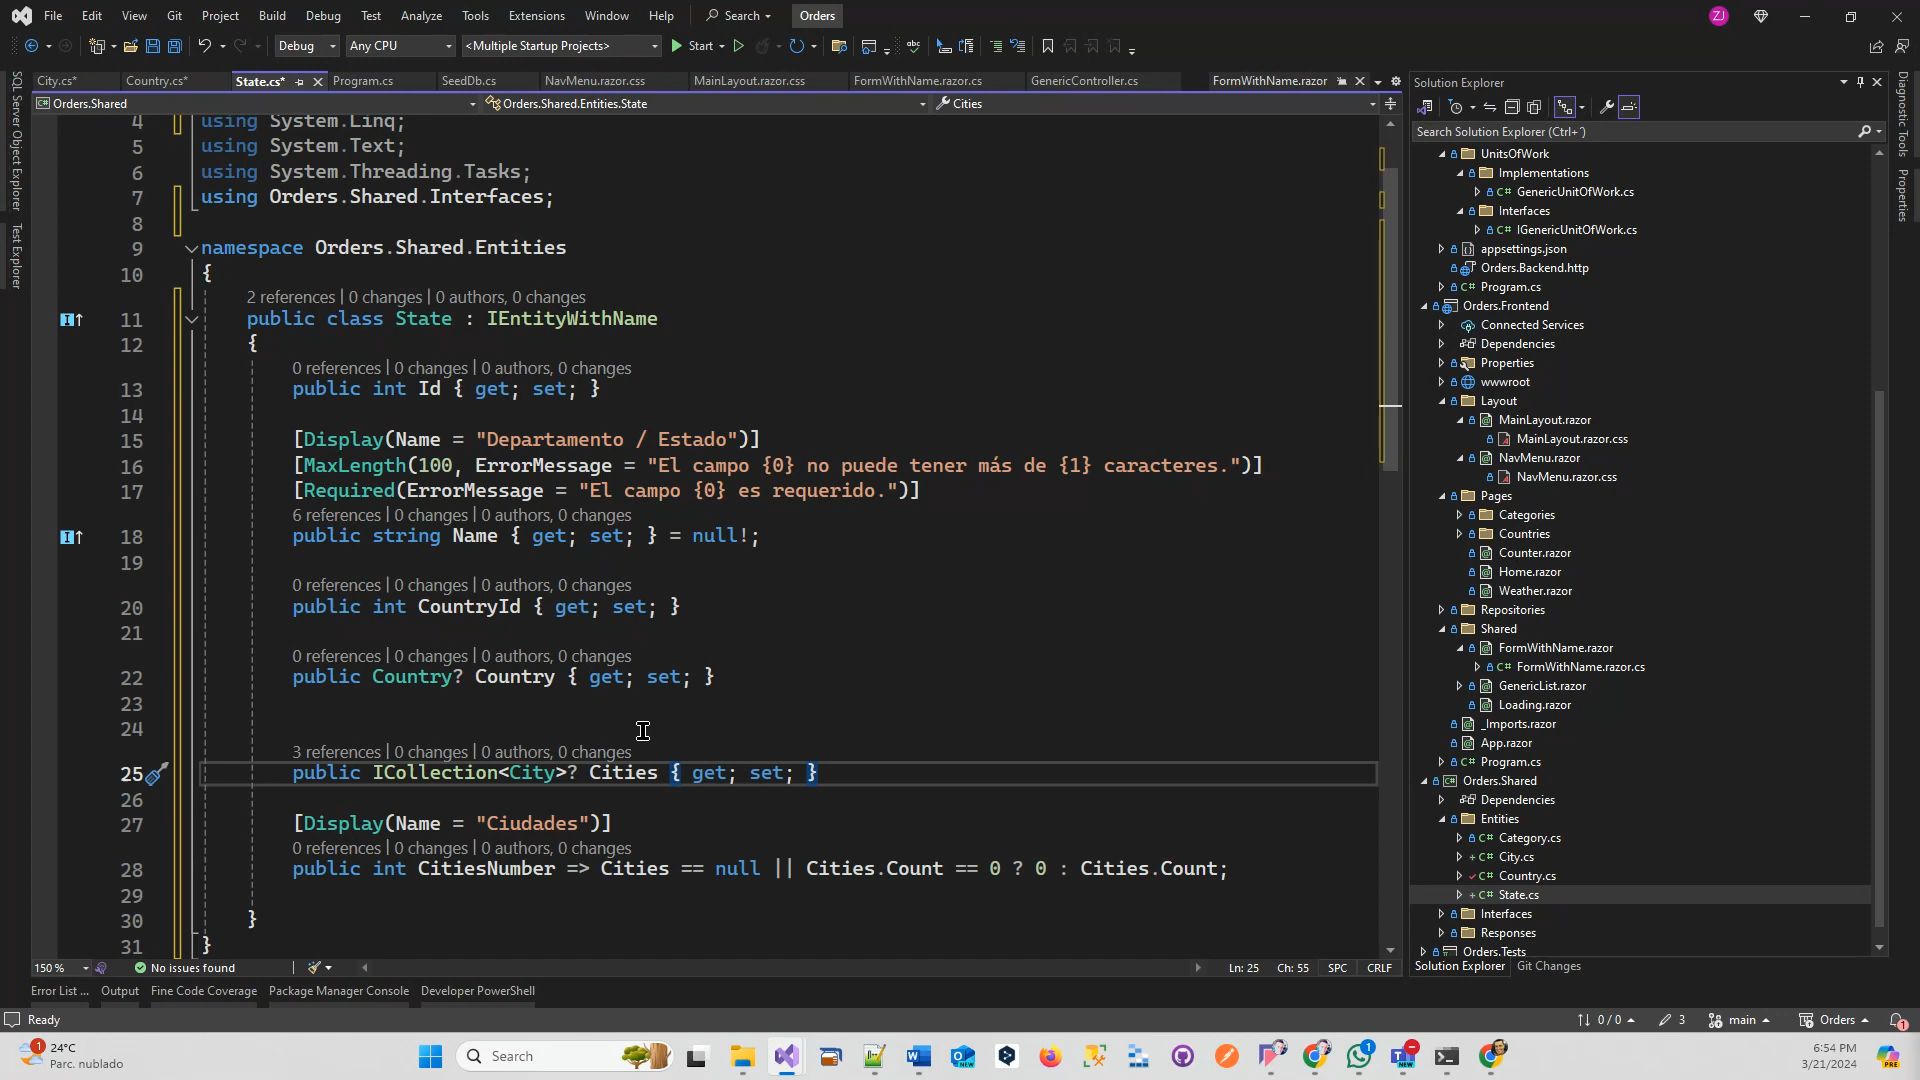 File Edit View Git Project Build Debug Test Analyze Tools Extensions Window Help Search Orders ZJ
Debug Any CPU <Multiple Startup Projects> Start
City.cs* Country.cs* State.cs* Program.cs SeedDb.cs NavMenu.razor.css MainLayout.razor.css FormWithName.razor.cs GenericController.cs FormWithName.razor
Orders.Shared Orders.Shared.Entities.State Cities
SQL Server Object Explorer
Test Explorer
4 using System.Linq;
5 using System.Text;
6 using System.Threading.Tasks;
7 using Orders.Shared.Interfaces;
8
9 namespace Orders.Shared.Entities
10 {
2 references | 0 changes | 0 authors, 0 changes
11 public class State : IEntityWithName
12 {
0 references | 0 changes | 0 authors, 0 changes
13 public int Id { get; set; }
14
15 [Display(Name = "Departamento / Estado")]
16 [MaxLength(100, ErrorMessage = "El campo {0} no puede tener más de {1} caracteres.")]
17 [Required(ErrorMessage = "El campo {0} es requerido.")]
6 references | 0 changes | 0 authors, 0 changes
18 public string Name { get; set; } = null!;
19
0 references | 0 changes | 0 authors, 0 changes
20 public int CountryId { get; set; }
21
0 references | 0 changes | 0 authors, 0 changes
22 public Country? Country { get; set; }
23
24
3 references | 0 changes | 0 authors, 0 changes
25 public ICollection<City>? Cities { get; set; }
26
27 [Display(Name = "Ciudades")]
0 references | 0 changes | 0 authors, 0 changes
28 public int CitiesNumber => Cities == null || Cities.Count == 0 ? 0 : Cities.Count;
29
30 }
31 }
150 % No issues found Ln: 25 Ch: 55 SPC CRLF
Solution Explorer
Search Solution Explorer (Ctrl+´)
UnitsOfWork
Implementations
C# GenericUnitOfWork.cs
Interfaces
C# IGenericUnitOfWork.cs
appsettings.json
Orders.Backend.http
C# Program.cs
Orders.Frontend
Connected Services
Dependencies
Properties
wwwroot
Layout
MainLayout.razor
MainLayout.razor.css
NavMenu.razor
NavMenu.razor.css
Pages
Categories
Countries
Counter.razor
Home.razor
Weather.razor
Repositories
Shared
FormWithName.razor
C# FormWithName.razor.cs
GenericList.razor
Loading.razor
_Imports.razor
App.razor
C# Program.cs
Orders.Shared
Dependencies
Entities
C# Category.cs
C# City.cs
C# Country.cs
C# State.cs
Interfaces
Responses
Orders.Tests
Solution Explorer Git Changes
Diagnostic Tools
Properties
Error List ... Output Fine Code Coverage Package Manager Console Developer PowerShell
Ready 0 / 0 3 main Orders 1
1 24°C
Parc. nublado
Search
NEW
1
NEW
6:54 PM
3/21/2024
PRE